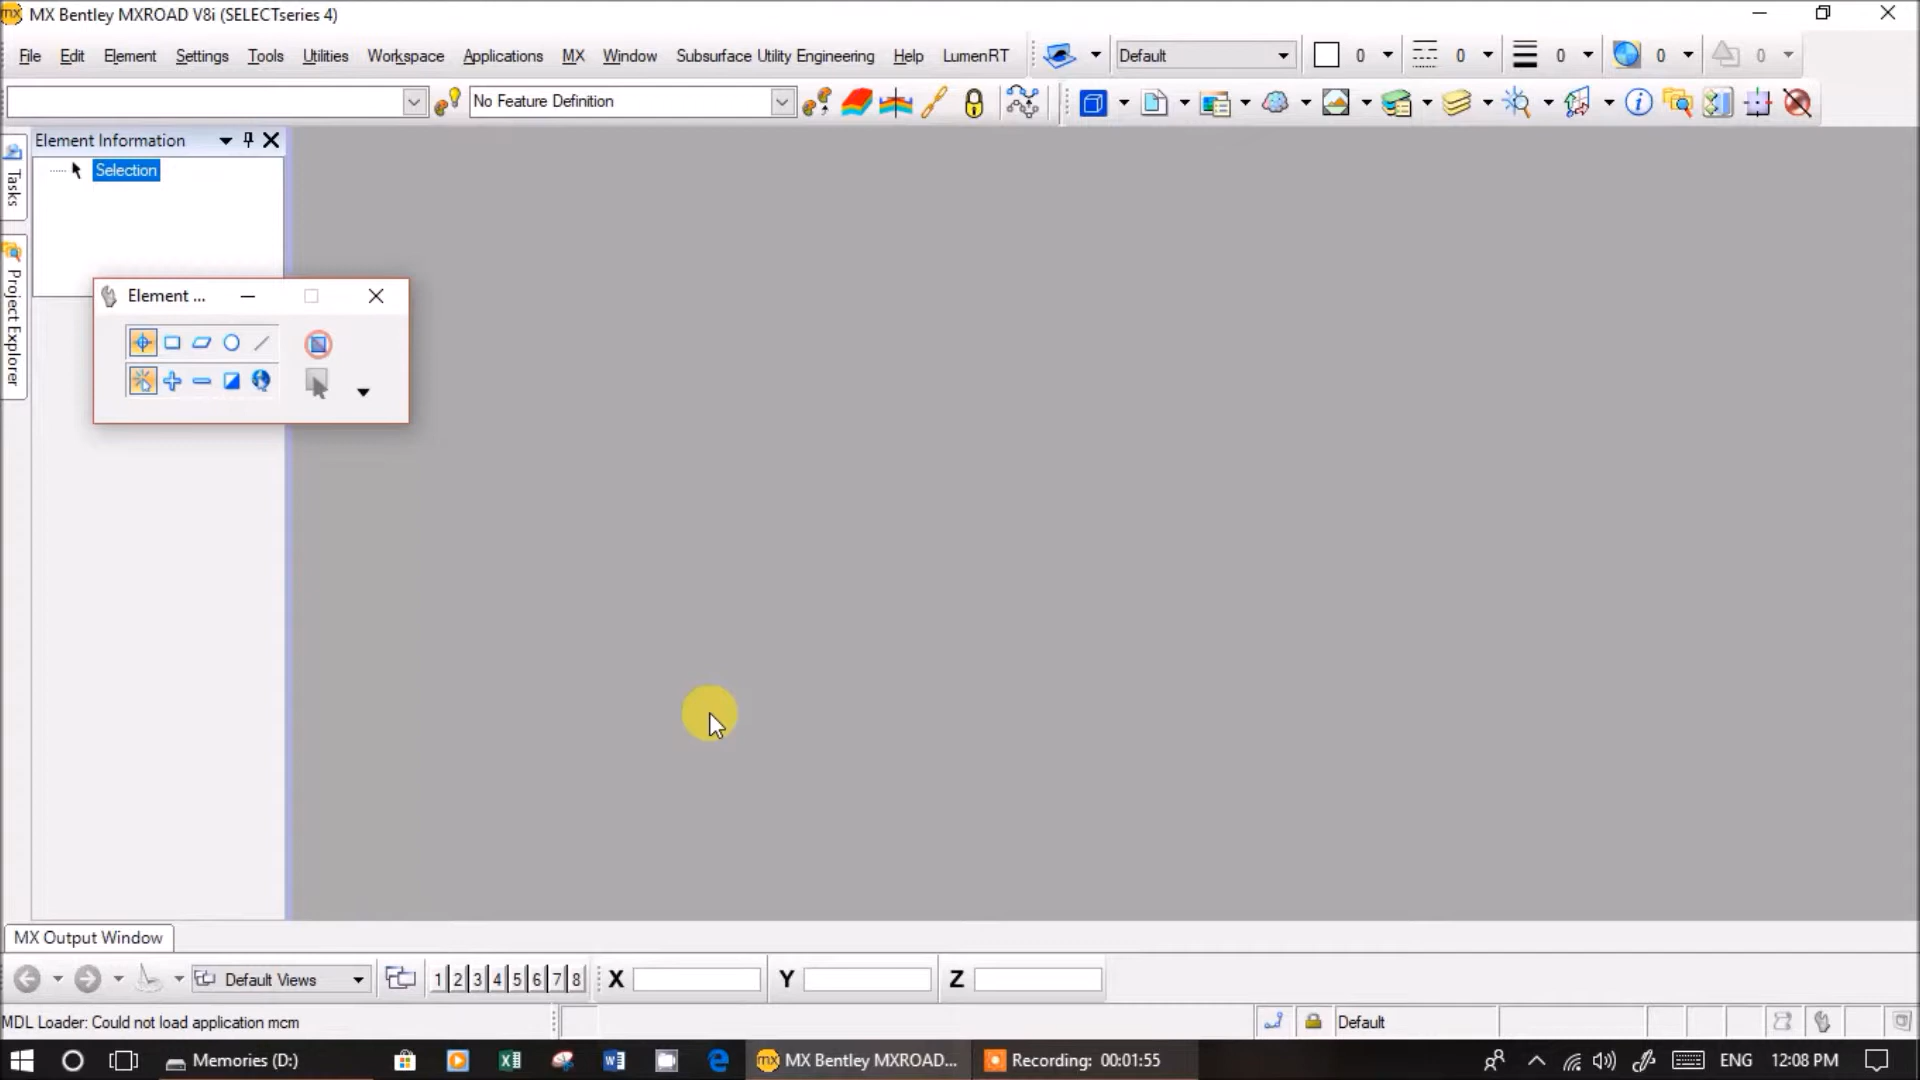 MX Bentley MXROAD V8i (SELECTseries 4)
File Edit Element Settings Tools Utilities Workspace Applications MX Window Subsurface Utility Engineering Help LumenRT
Default 0 0 0 0 0
No Feature Definition
Element Information
Selection
Tasks
Project Explorer
Element ...
MX Output Window
Default Views 1 2 3 4 5 6 7 8 X Y Z
MDL Loader: Could not load application mcm
Default
Memories (D:)
MX Bentley MXROAD...
Recording: 00:01:55
ENG 12:08 PM